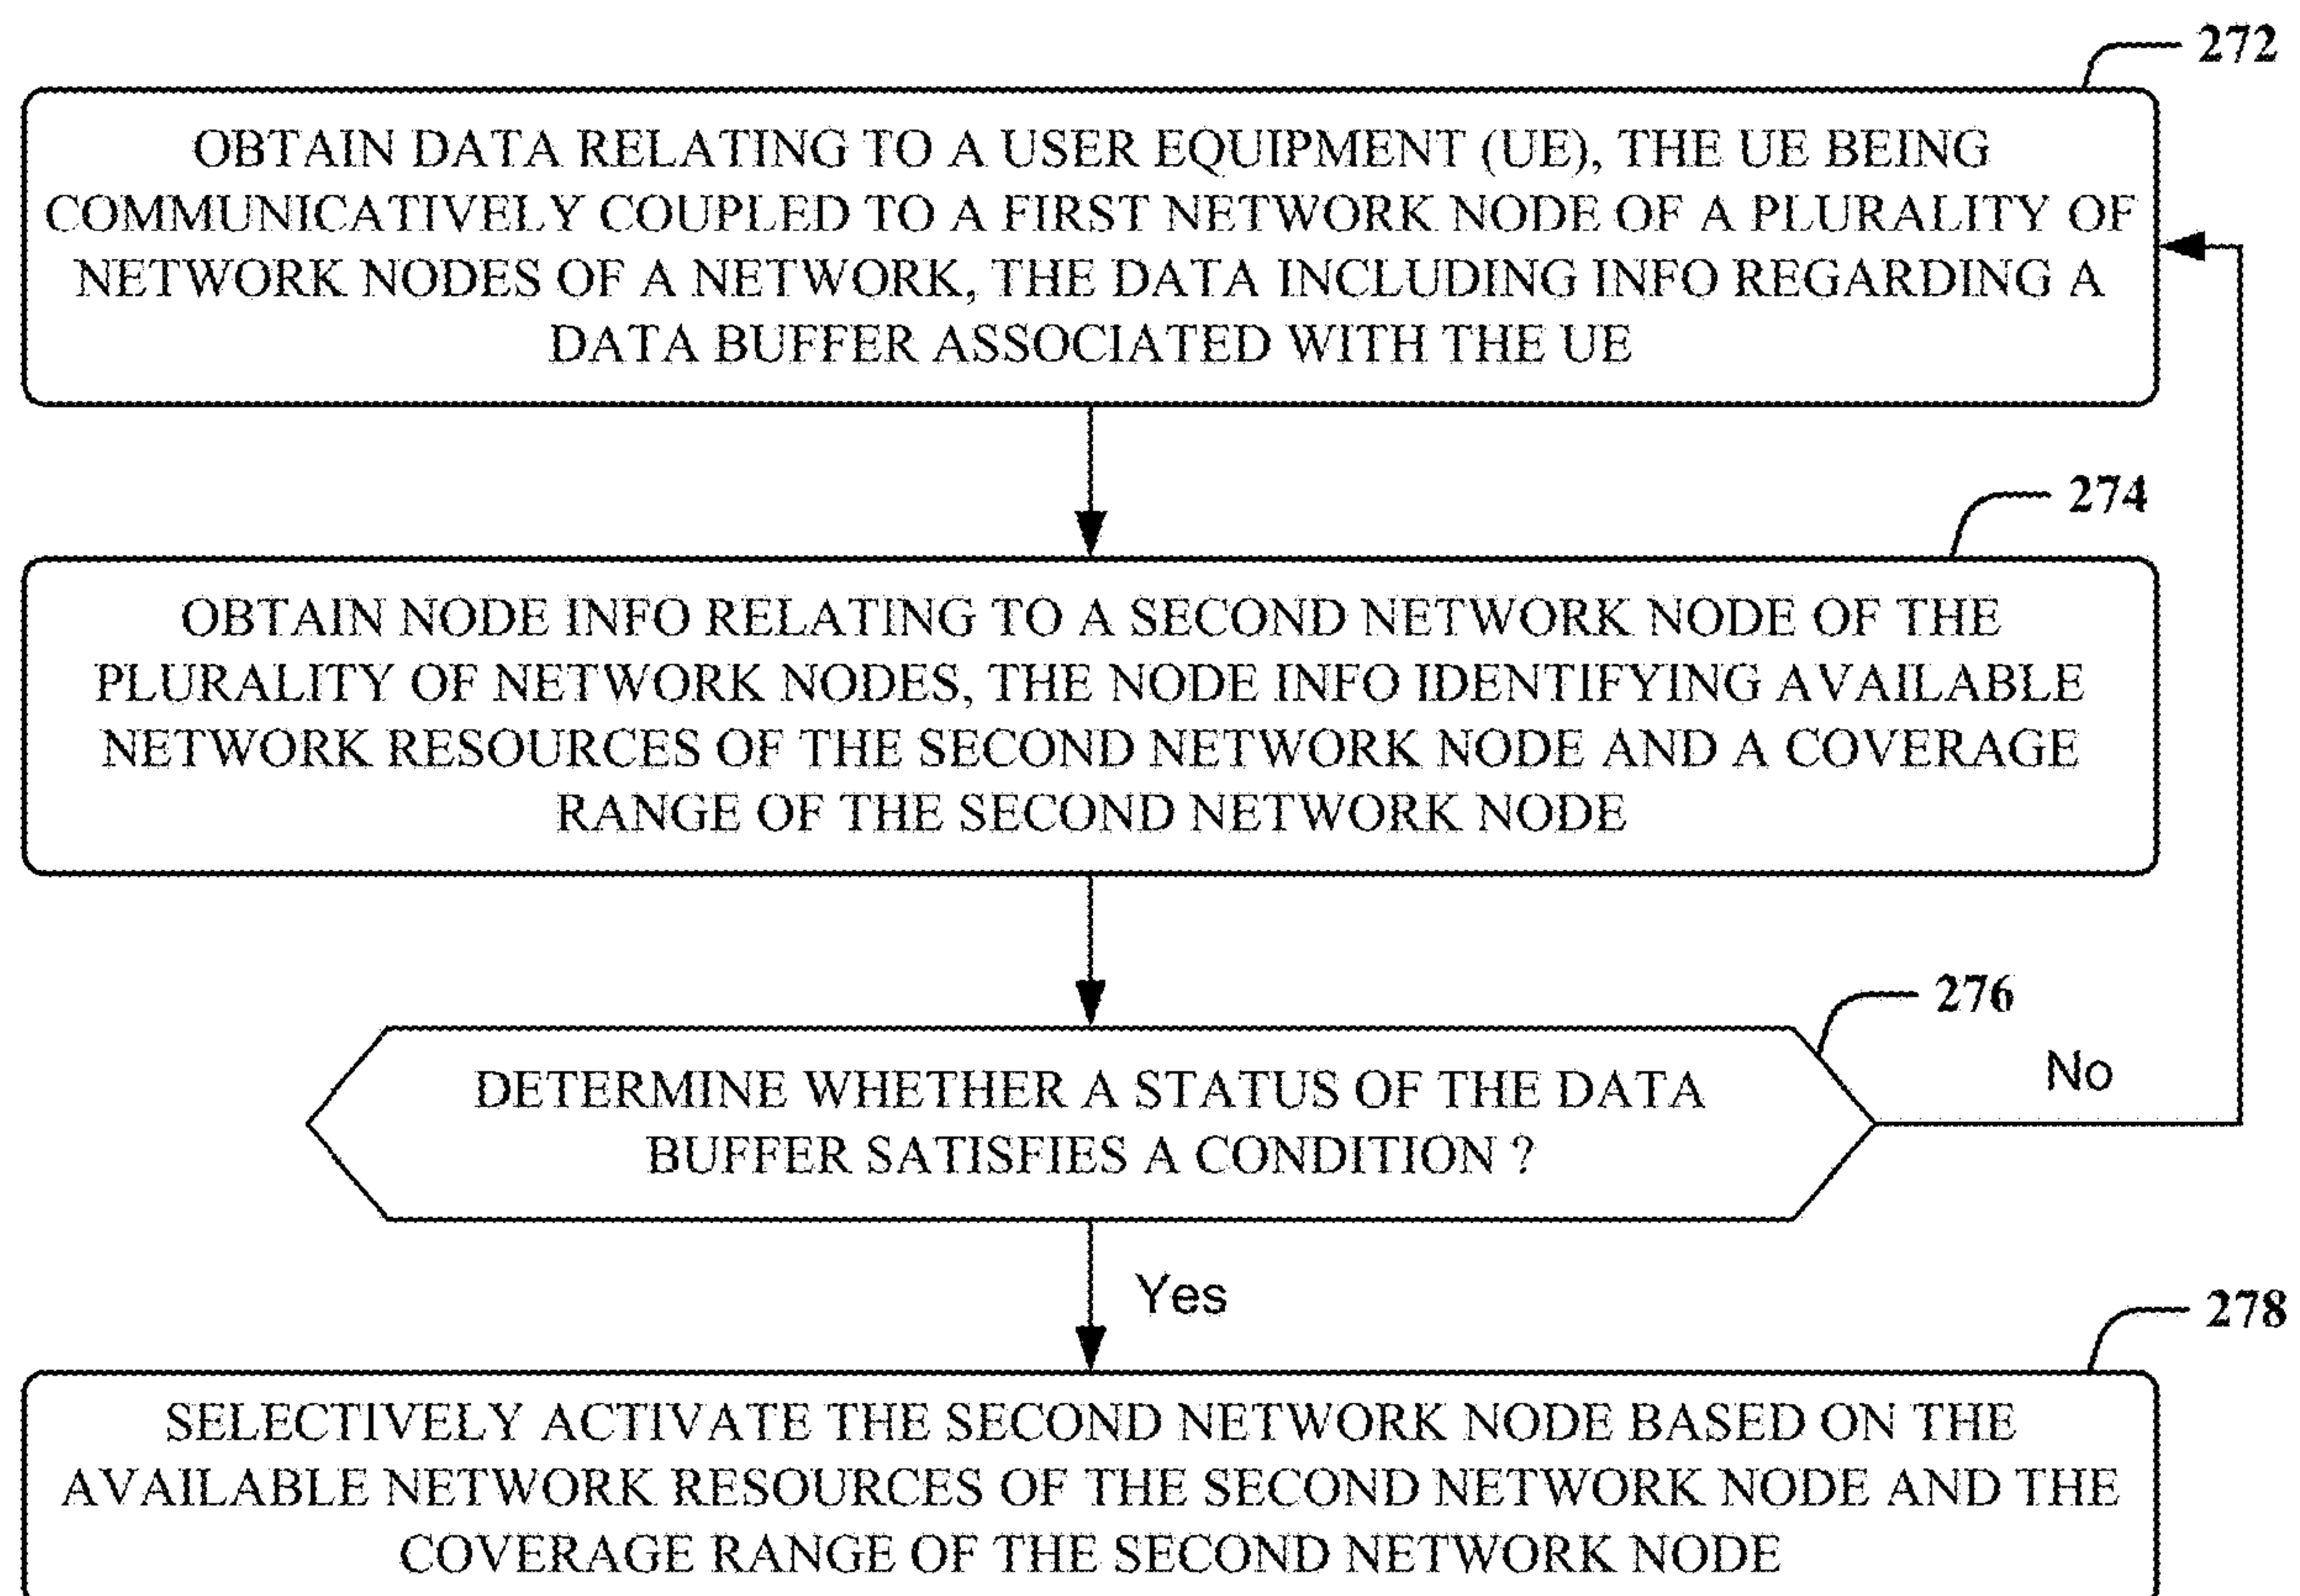 272
OBTAIN DATA RELATING TO A USER EQUIPMENT (UE), THE UE BEING
COMMUNICATIVELY COUPLED TO A FIRST NETWORK NODE OF A PLURALITY OF
NETWORK NODES OF A NETWORK, THE DATA INCLUDING INFO REGARDING A
DATA BUFFER ASSOCIATED WITH THE UE
274
OBTAIN NODE INFO RELATING TO A SECOND NETWORK NODE OF THE
PLURALITY OF NETWORK NODES, THE NODE INFO IDENTIFYING AVAILABLE
NETWORK RESOURCES OF THE SECOND NETWORK NODE AND A COVERAGE
RANGE OF THE SECOND NETWORK NODE
276
DETERMINE WHETHER A STATUS OF THE DATA
BUFFER SATISFIES A CONDITION ?
No
Yes
278
SELECTIVELY ACTIVATE THE SECOND NETWORK NODE BASED ON THE
AVAILABLE NETWORK RESOURCES OF THE SECOND NETWORK NODE AND THE
COVERAGE RANGE OF THE SECOND NETWORK NODE